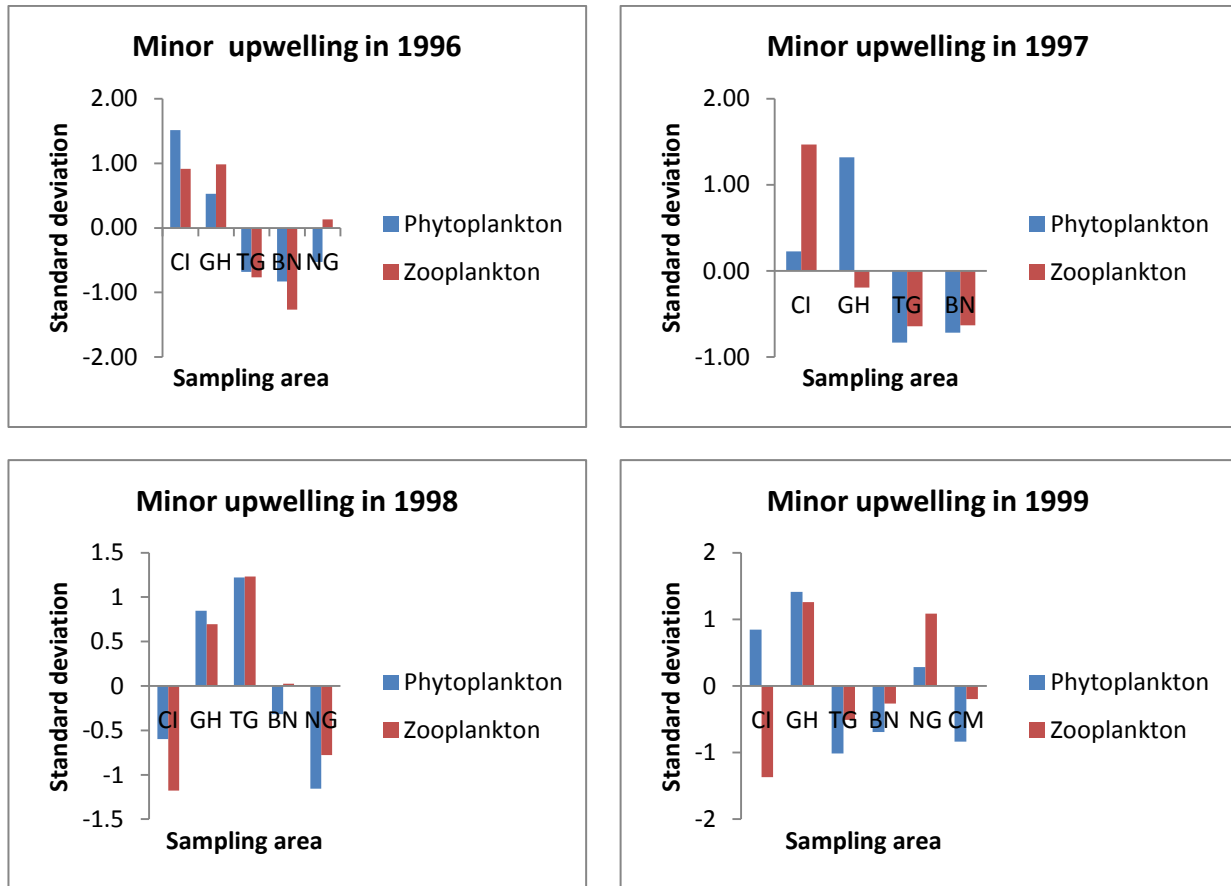 Minor  upwelling in 1996
Standard deviation
2.00
1.00
0.00
-1.00
-2.00
CI GH TG BN NG
Sampling area
Phytoplankton
Zooplankton
Minor upwelling in 1997
Standard deviation
2.00
1.00
0.00
-1.00
CI GH TG BN
Sampling area
Phytoplankton
Zooplankton
Minor upwelling in 1998
Standard deviation
1.5
1
0.5
0
-0.5
-1
-1.5
CI GH TG BN NG
Sampling area
Phytoplankton
Zooplankton
Minor upwelling in 1999
Standard deviation
2
1
0
-1
-2
CI GH TG BN NG CM
Sampling area
Phytoplankton
Zooplankton